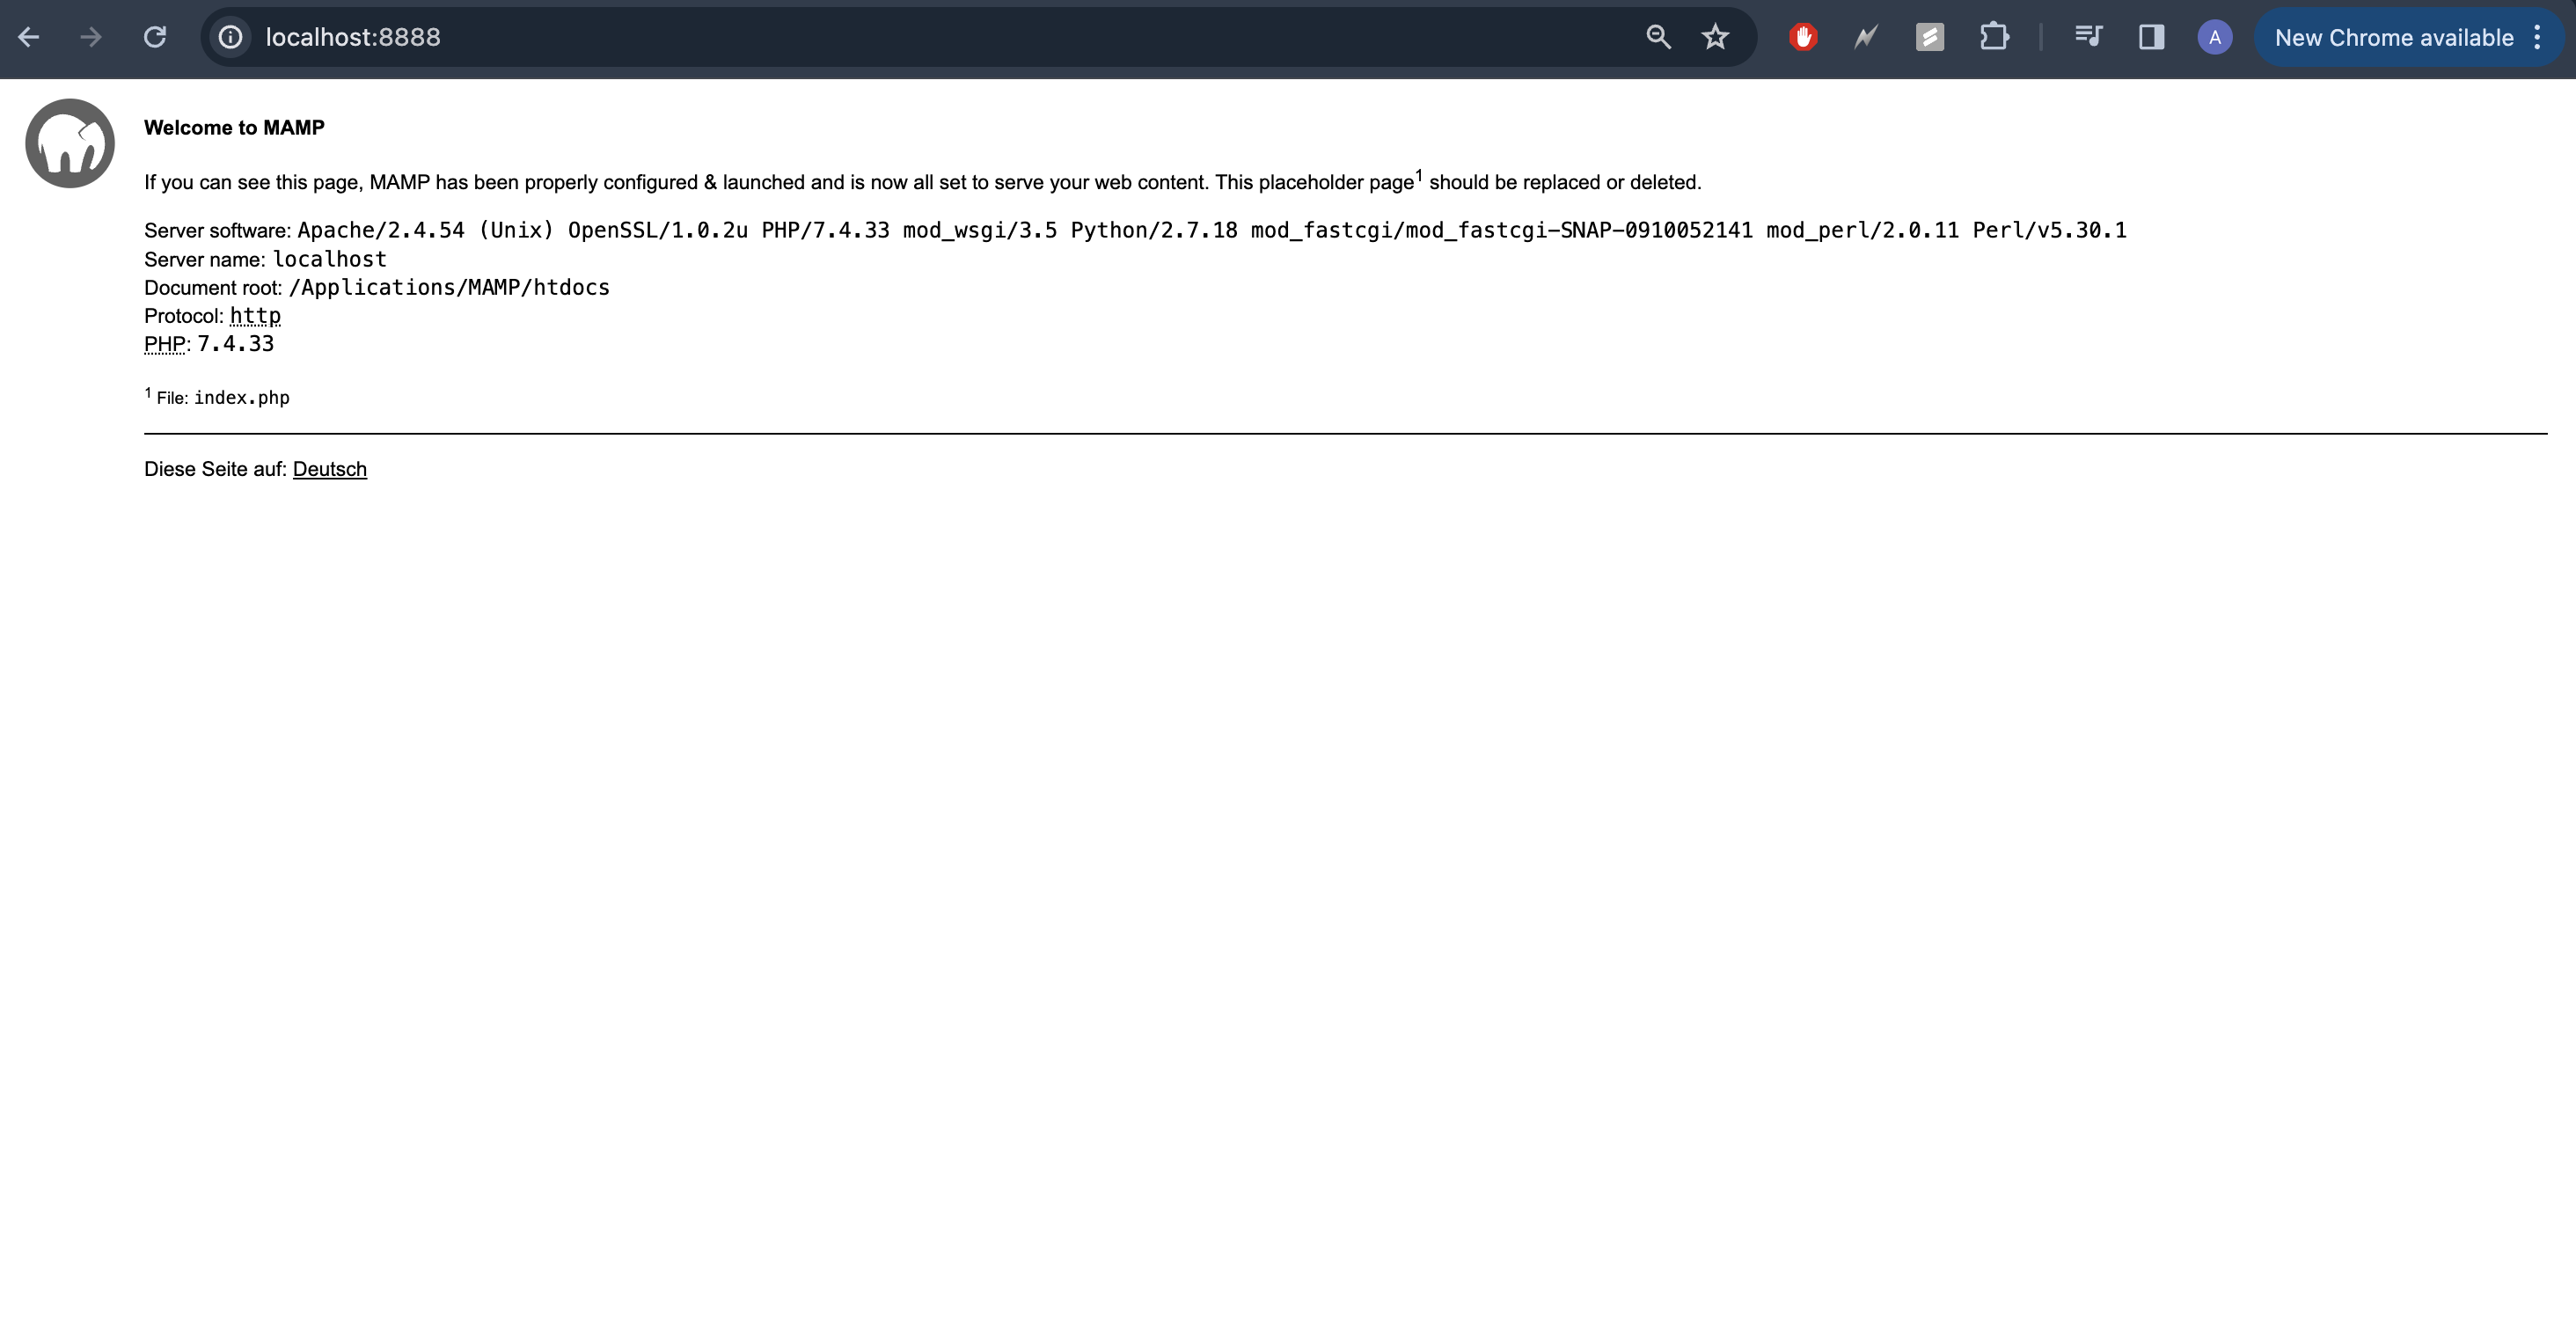 localhost:8888
A
New Chrome available
Welcome to MAMP
If you can see this page, MAMP has been properly configured & launched and is now all set to serve your web content. This placeholder page1 should be replaced or deleted.
Server software: Apache/2.4.54 (Unix) OpenSSL/1.0.2u PHP/7.4.33 mod_wsgi/3.5 Python/2.7.18 mod_fastcgi/mod_fastcgi-SNAP-0910052141 mod_perl/2.0.11 Perl/v5.30.1
Server name: localhost
Document root: /Applications/MAMP/htdocs
Protocol: http
PHP: 7.4.33
1 File: index.php
Diese Seite auf: Deutsch